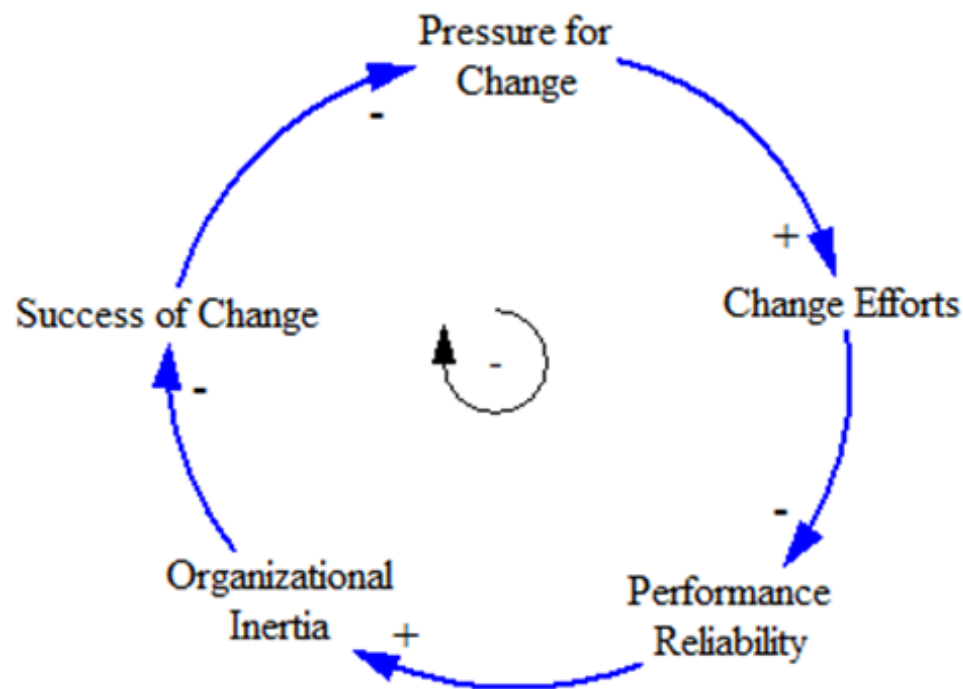 Pressure for
Change
-
+
Success of Change
Change Efforts
-
-
-
Organizational
Inertia
+
Performance
Reliability